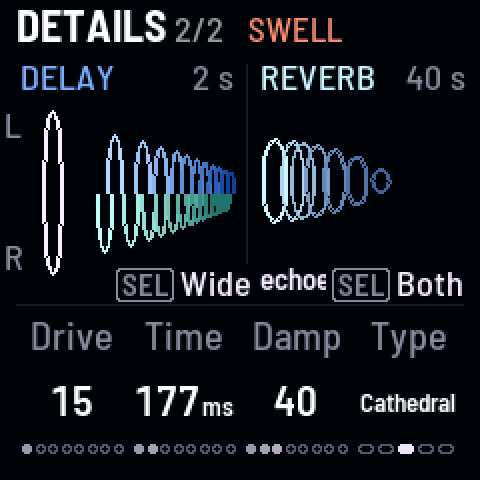 DETAILS 2/2 SWELL
DELAY 2 s REVERB 40 s
L
R
SEL Wide echoe SEL Both
Drive Time Damp Type
15 177ms 40 Cathedral